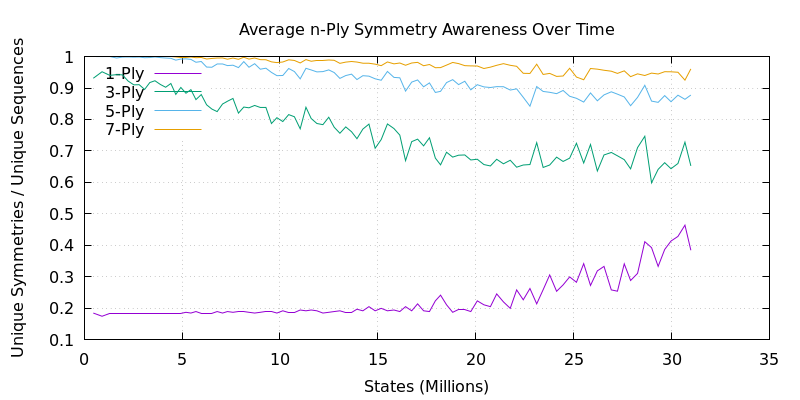 Average n-Ply Symmetry Awareness Over Time
Unique Symmetries / Unique Sequences
1
0.9
0.8
0.7
0.6
0.5
0.4
0.3
0.2
0.1
1-Ply
3-Ply
5-Ply
7-Ply
0 5 10 15 20 25 30 35
States (Millions)